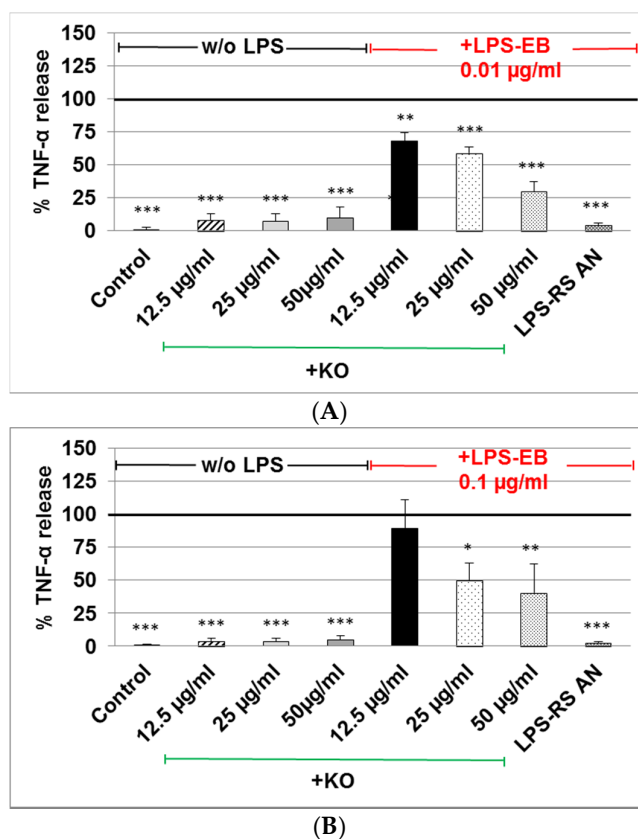 150
w/o LPS
+LPS-EB
125
0.01 µg/ml
100
**
***
75
***
50
*** *** ***
***
25
***
0
% TNF-α release
Control
12.5 µg/ml
25 µg/ml
50µg/ml
12.5 µg/ml
25 µg/ml
50 µg/ml
LPS-RS AN
+KO
(A)
150
w/o LPS
+LPS-EB
125
0.1 µg/ml
100
75
*
**
50
25
*** *** *** ***
***
0
% TNF-α release
Control
12.5 µg/ml
25 µg/ml
50µg/ml
12.5 µg/ml
25 µg/ml
50 µg/ml
LPS-RS AN
+KO
(B)